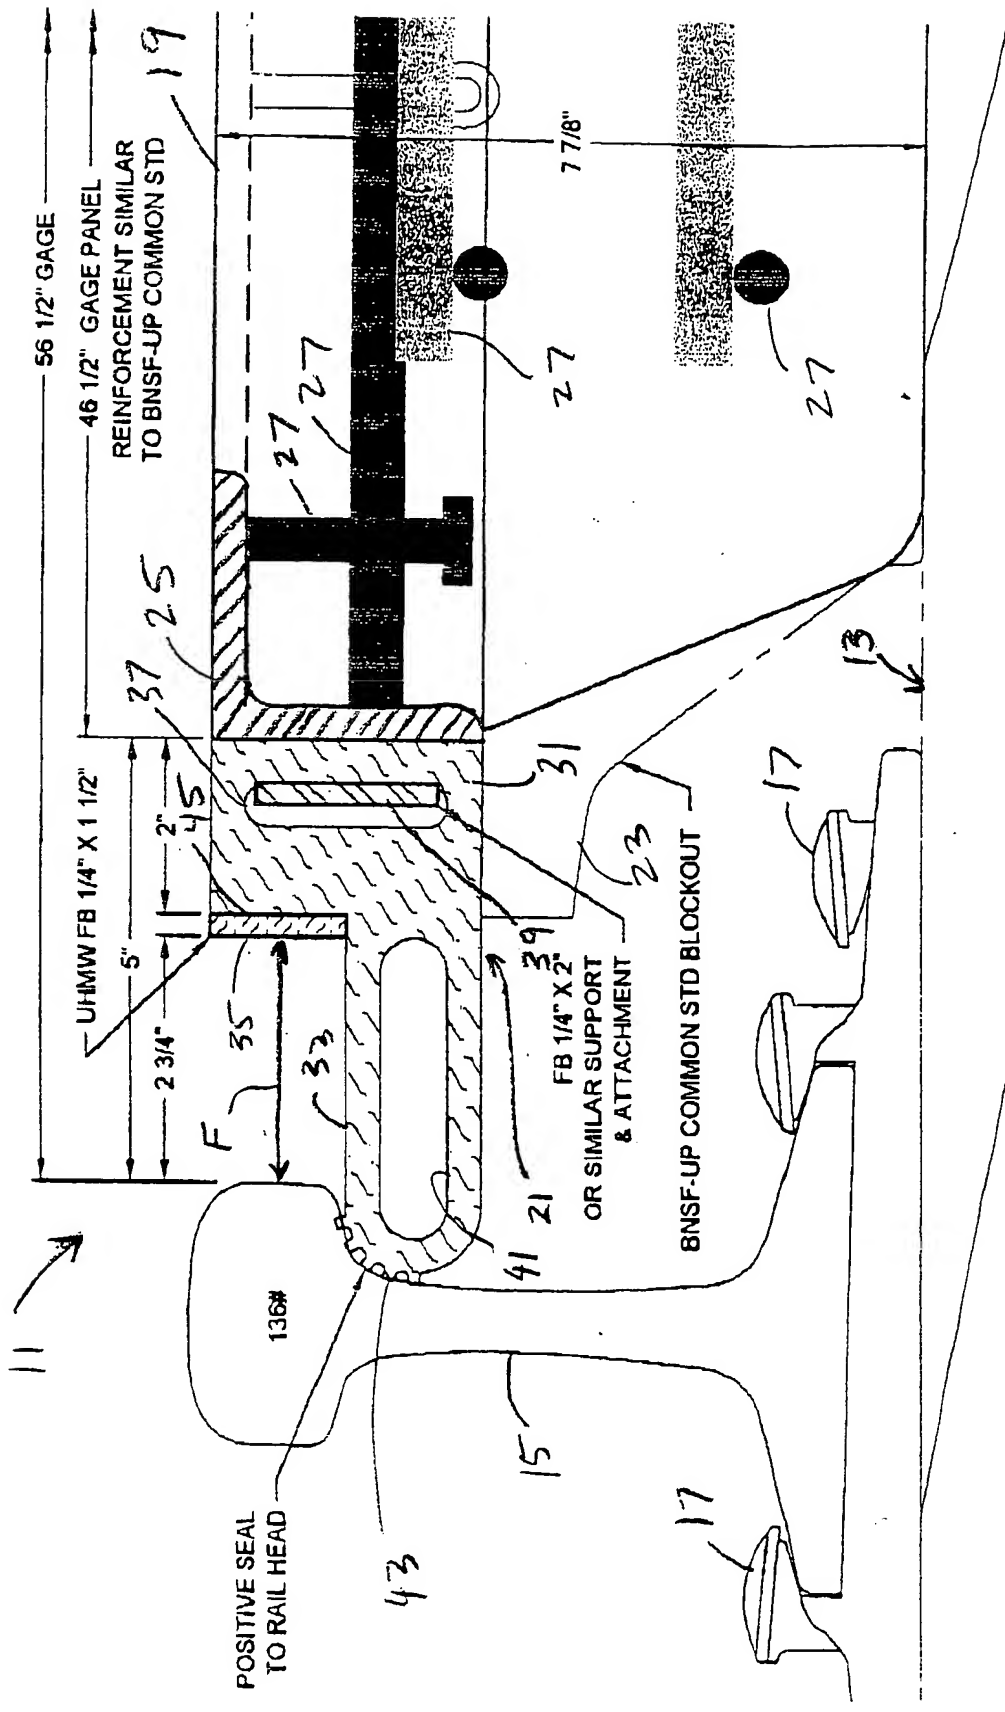 11
56 1/2" GAGE
46 1/2" GAGE PANEL
REINFORCEMENT SIMILAR
TO BNSF-UP COMMON STD
19
UHMW FB 1/4" X 1 1/2"
5"
2 3/4"
2"
45
37
25
27
27
35
F
33
136#
POSITIVE SEAL
TO RAIL HEAD
43
41
21
39
31
FB 1/4" X 2"
OR SIMILAR SUPPORT
& ATTACHMENT
23
BNSF-UP COMMON STD BLOCKOUT
27
27
7 7/8"
15
17
17
13